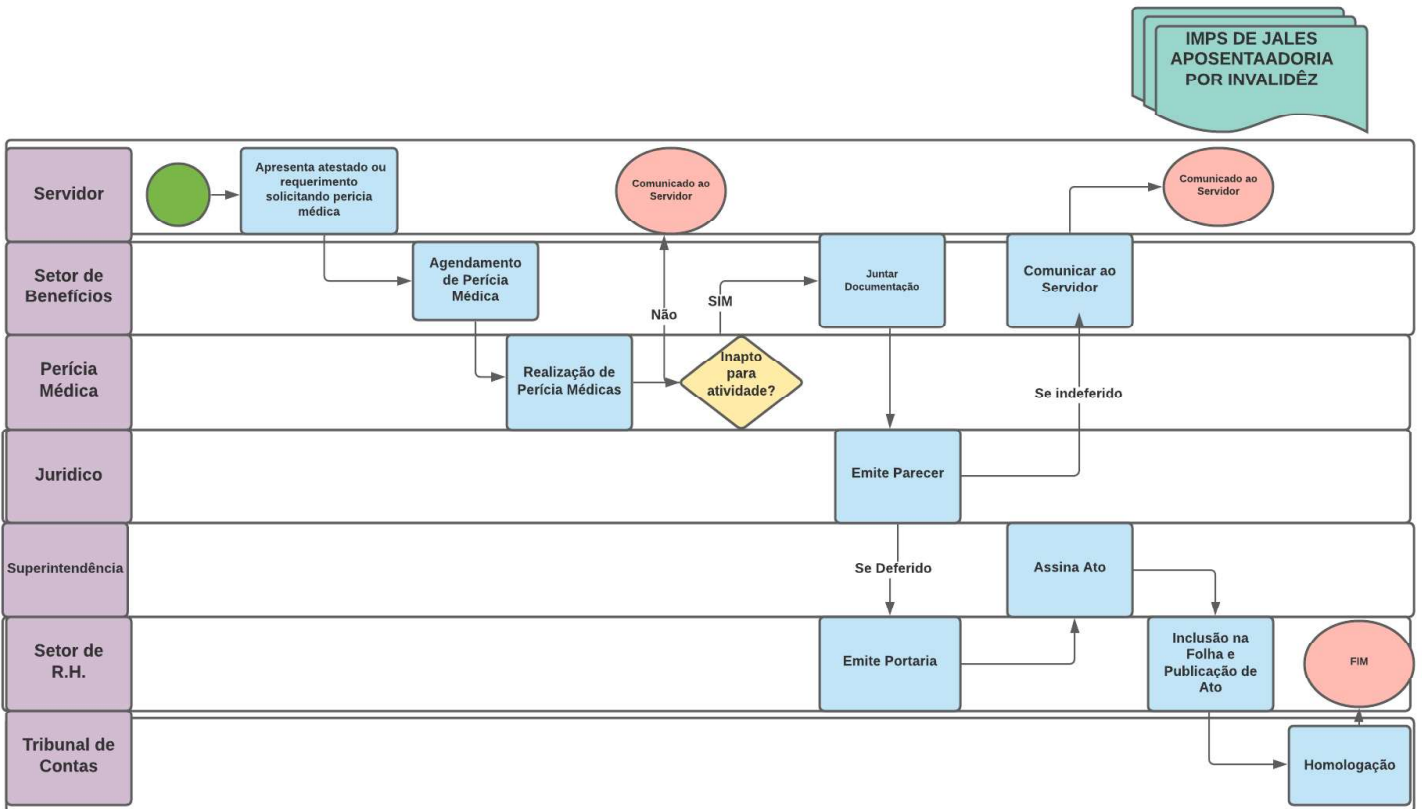 IMPS DE JALES
APOSENTAADORIA
POR INVALIDÊZ
Servidor
Apresenta atestado ou
requerimento
solicitando pericia
médica
Comunicado ao
Servidor
Comunicado ao
Servidor
Setor de
Benefícios
Agendamento
de Perícia
Médica
SIM
Não
Juntar
Documentação
Comunicar ao
Servidor
Perícia
Médica
Realização de
Perícia Médicas
Inapto
para
atividade?
Se indeferido
Juridico
Emite Parecer
Superintendência
Se Deferido
Assina Ato
Setor de
R.H.
Emite Portaria
Inclusão na
Folha e
Publicação de
Ato
FIM
Tribunal de
Contas
Homologação